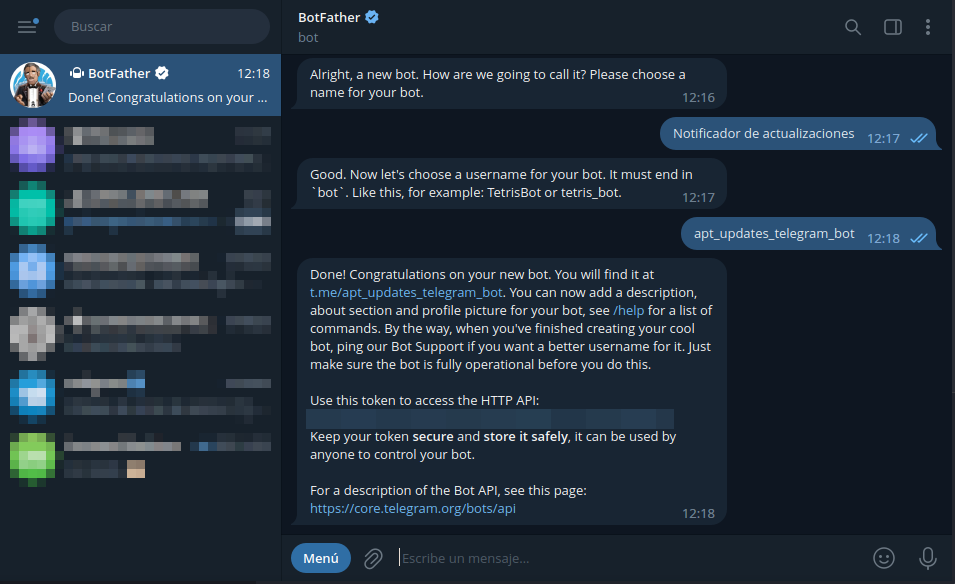 Buscar
BotFather 12:18
Done! Congratulations on your ...
BotFather
bot
Alright, a new bot. How are we going to call it? Please choose a
name for your bot.
12:16
Notificador de actualizaciones 12:17
Good. Now let's choose a username for your bot. It must end in
`bot`. Like this, for example: TetrisBot or tetris_bot.
12:17
apt_updates_telegram_bot 12:18
Done! Congratulations on your new bot. You will find it at
t.me/apt_updates_telegram_bot. You can now add a description,
about section and profile picture for your bot, see /help for a list of
commands. By the way, when you've finished creating your cool
bot, ping our Bot Support if you want a better username for it. Just
make sure the bot is fully operational before you do this.
Use this token to access the HTTP API:
Keep your token secure and store it safely, it can be used by
anyone to control your bot.
For a description of the Bot API, see this page:
https://core.telegram.org/bots/api
12:18
Menú
Escribe un mensaje...